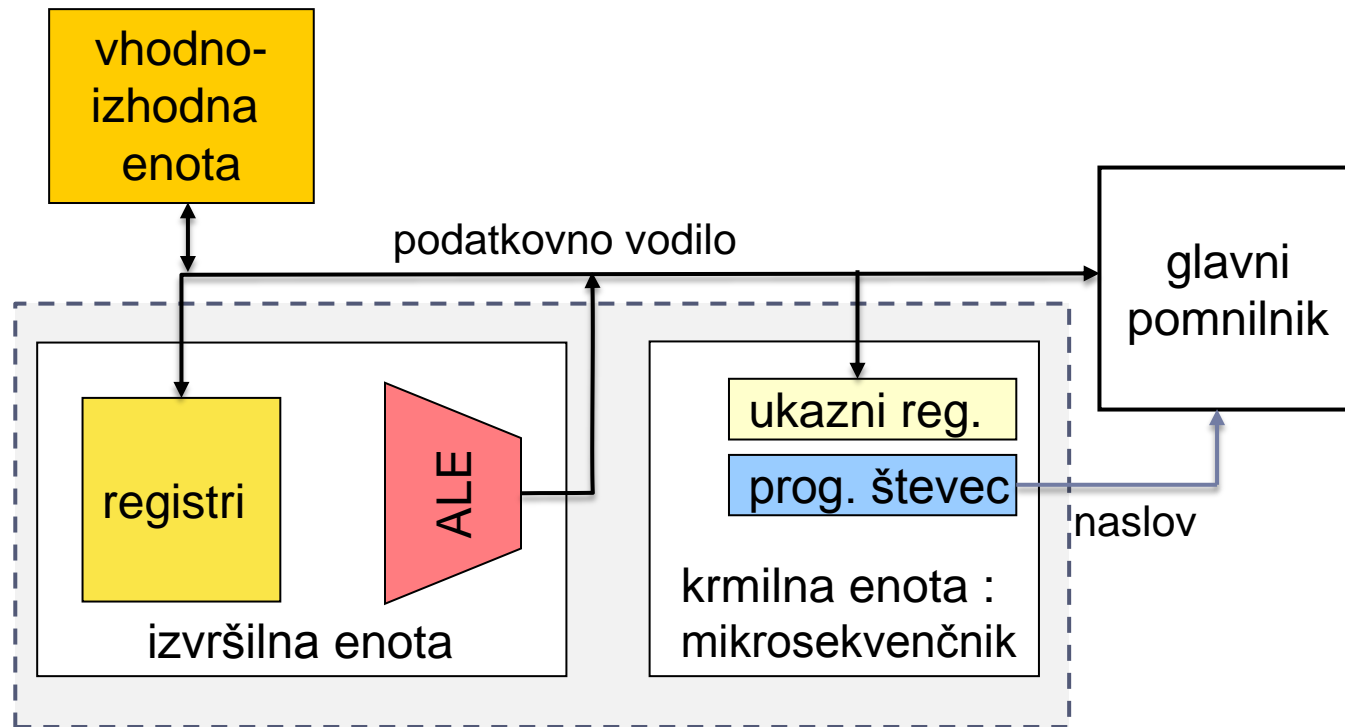 vhodno-
izhodna
enota
podatkovno vodilo
glavni
pomnilnik
registri
ALE
izvršilna enota
ukazni reg.
prog. števec
naslov
krmilna enota :
mikrosekvenčnik